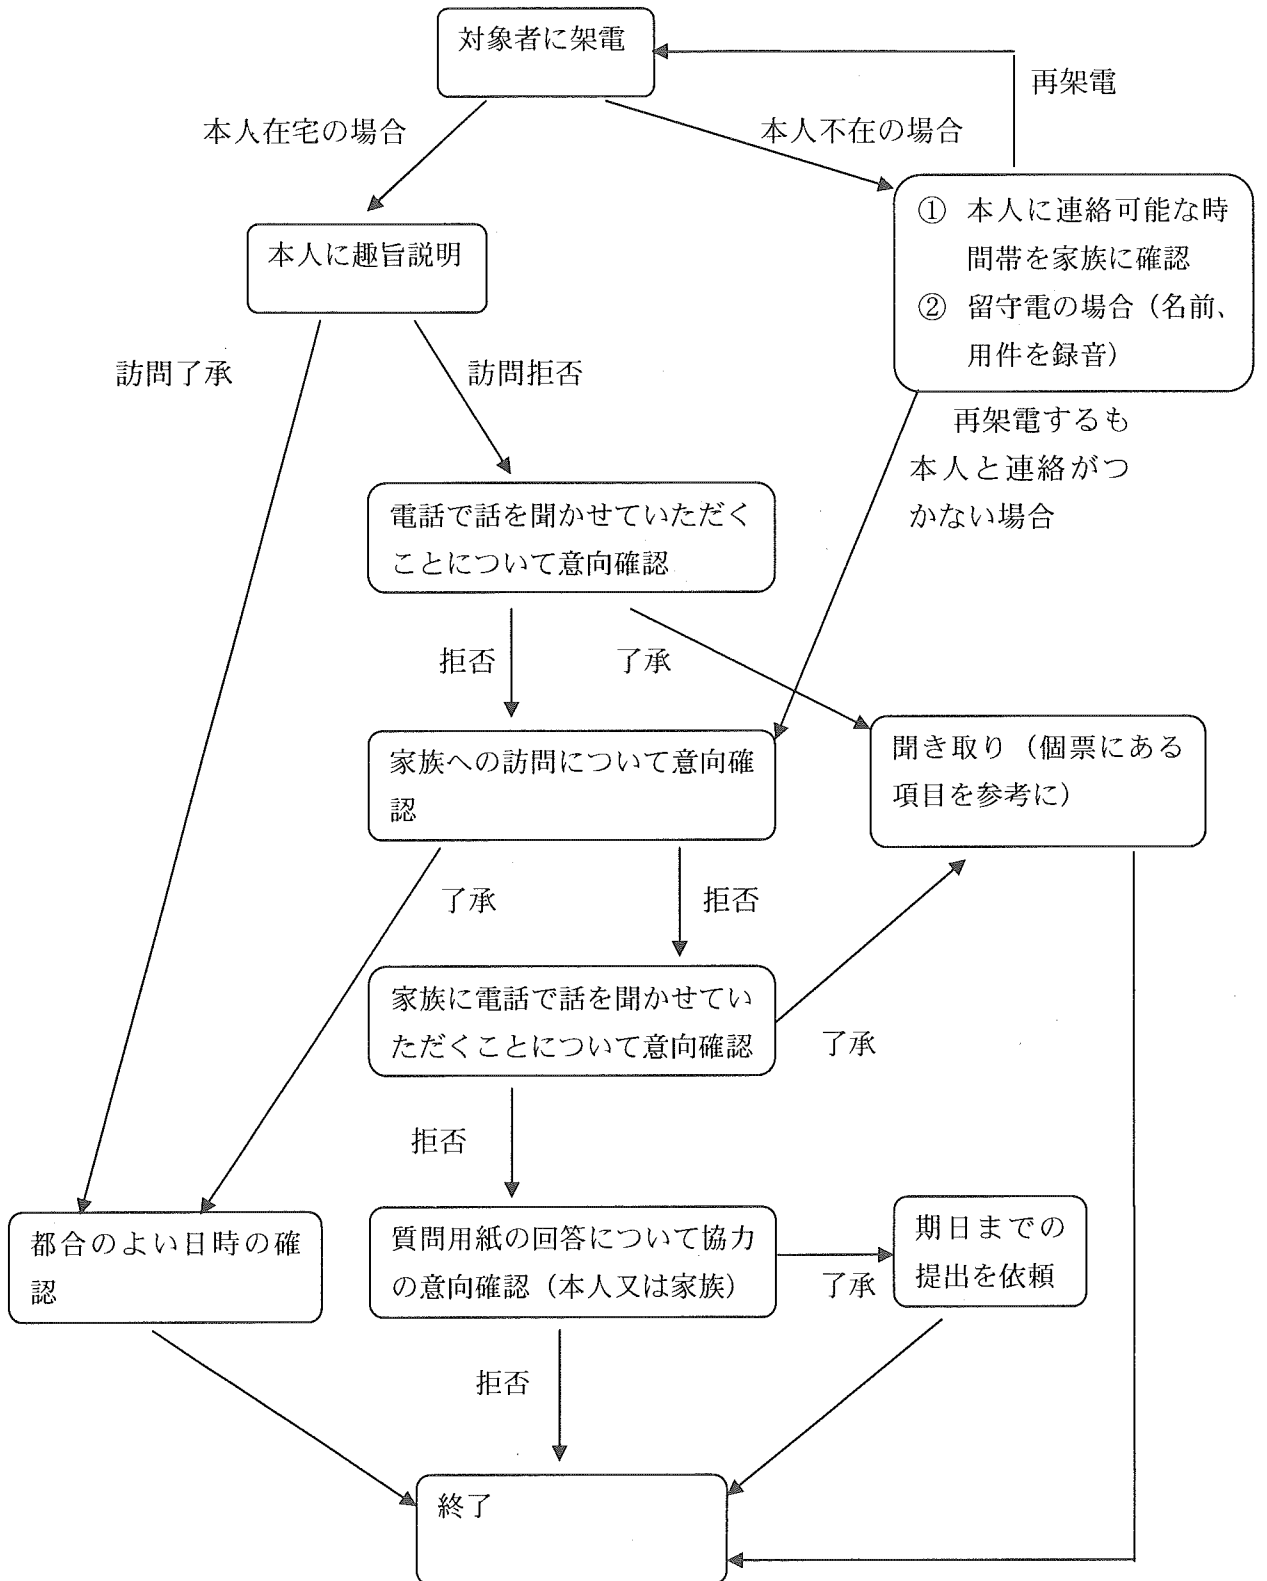 対象者に架電
再架電
本人在宅の場合
本人不在の場合
① 本人に連絡可能な時
間帯を家族に確認
② 留守電の場合（名前、
用件を録音）
本人に趣旨説明
訪問了承
訪問拒否
再架電するも
本人と連絡がつ
かない場合
電話で話を聞かせていただく
ことについて意向確認
拒否
了承
家族への訪問について意向確
認
聞き取り（個票にある
項目を参考に）
了承
拒否
家族に電話で話を聞かせてい
ただくことについて意向確認
了承
拒否
都合のよい日時の確
認
質問用紙の回答について協力
の意向確認（本人又は家族）
了承
期日までの
提出を依頼
拒否
終了